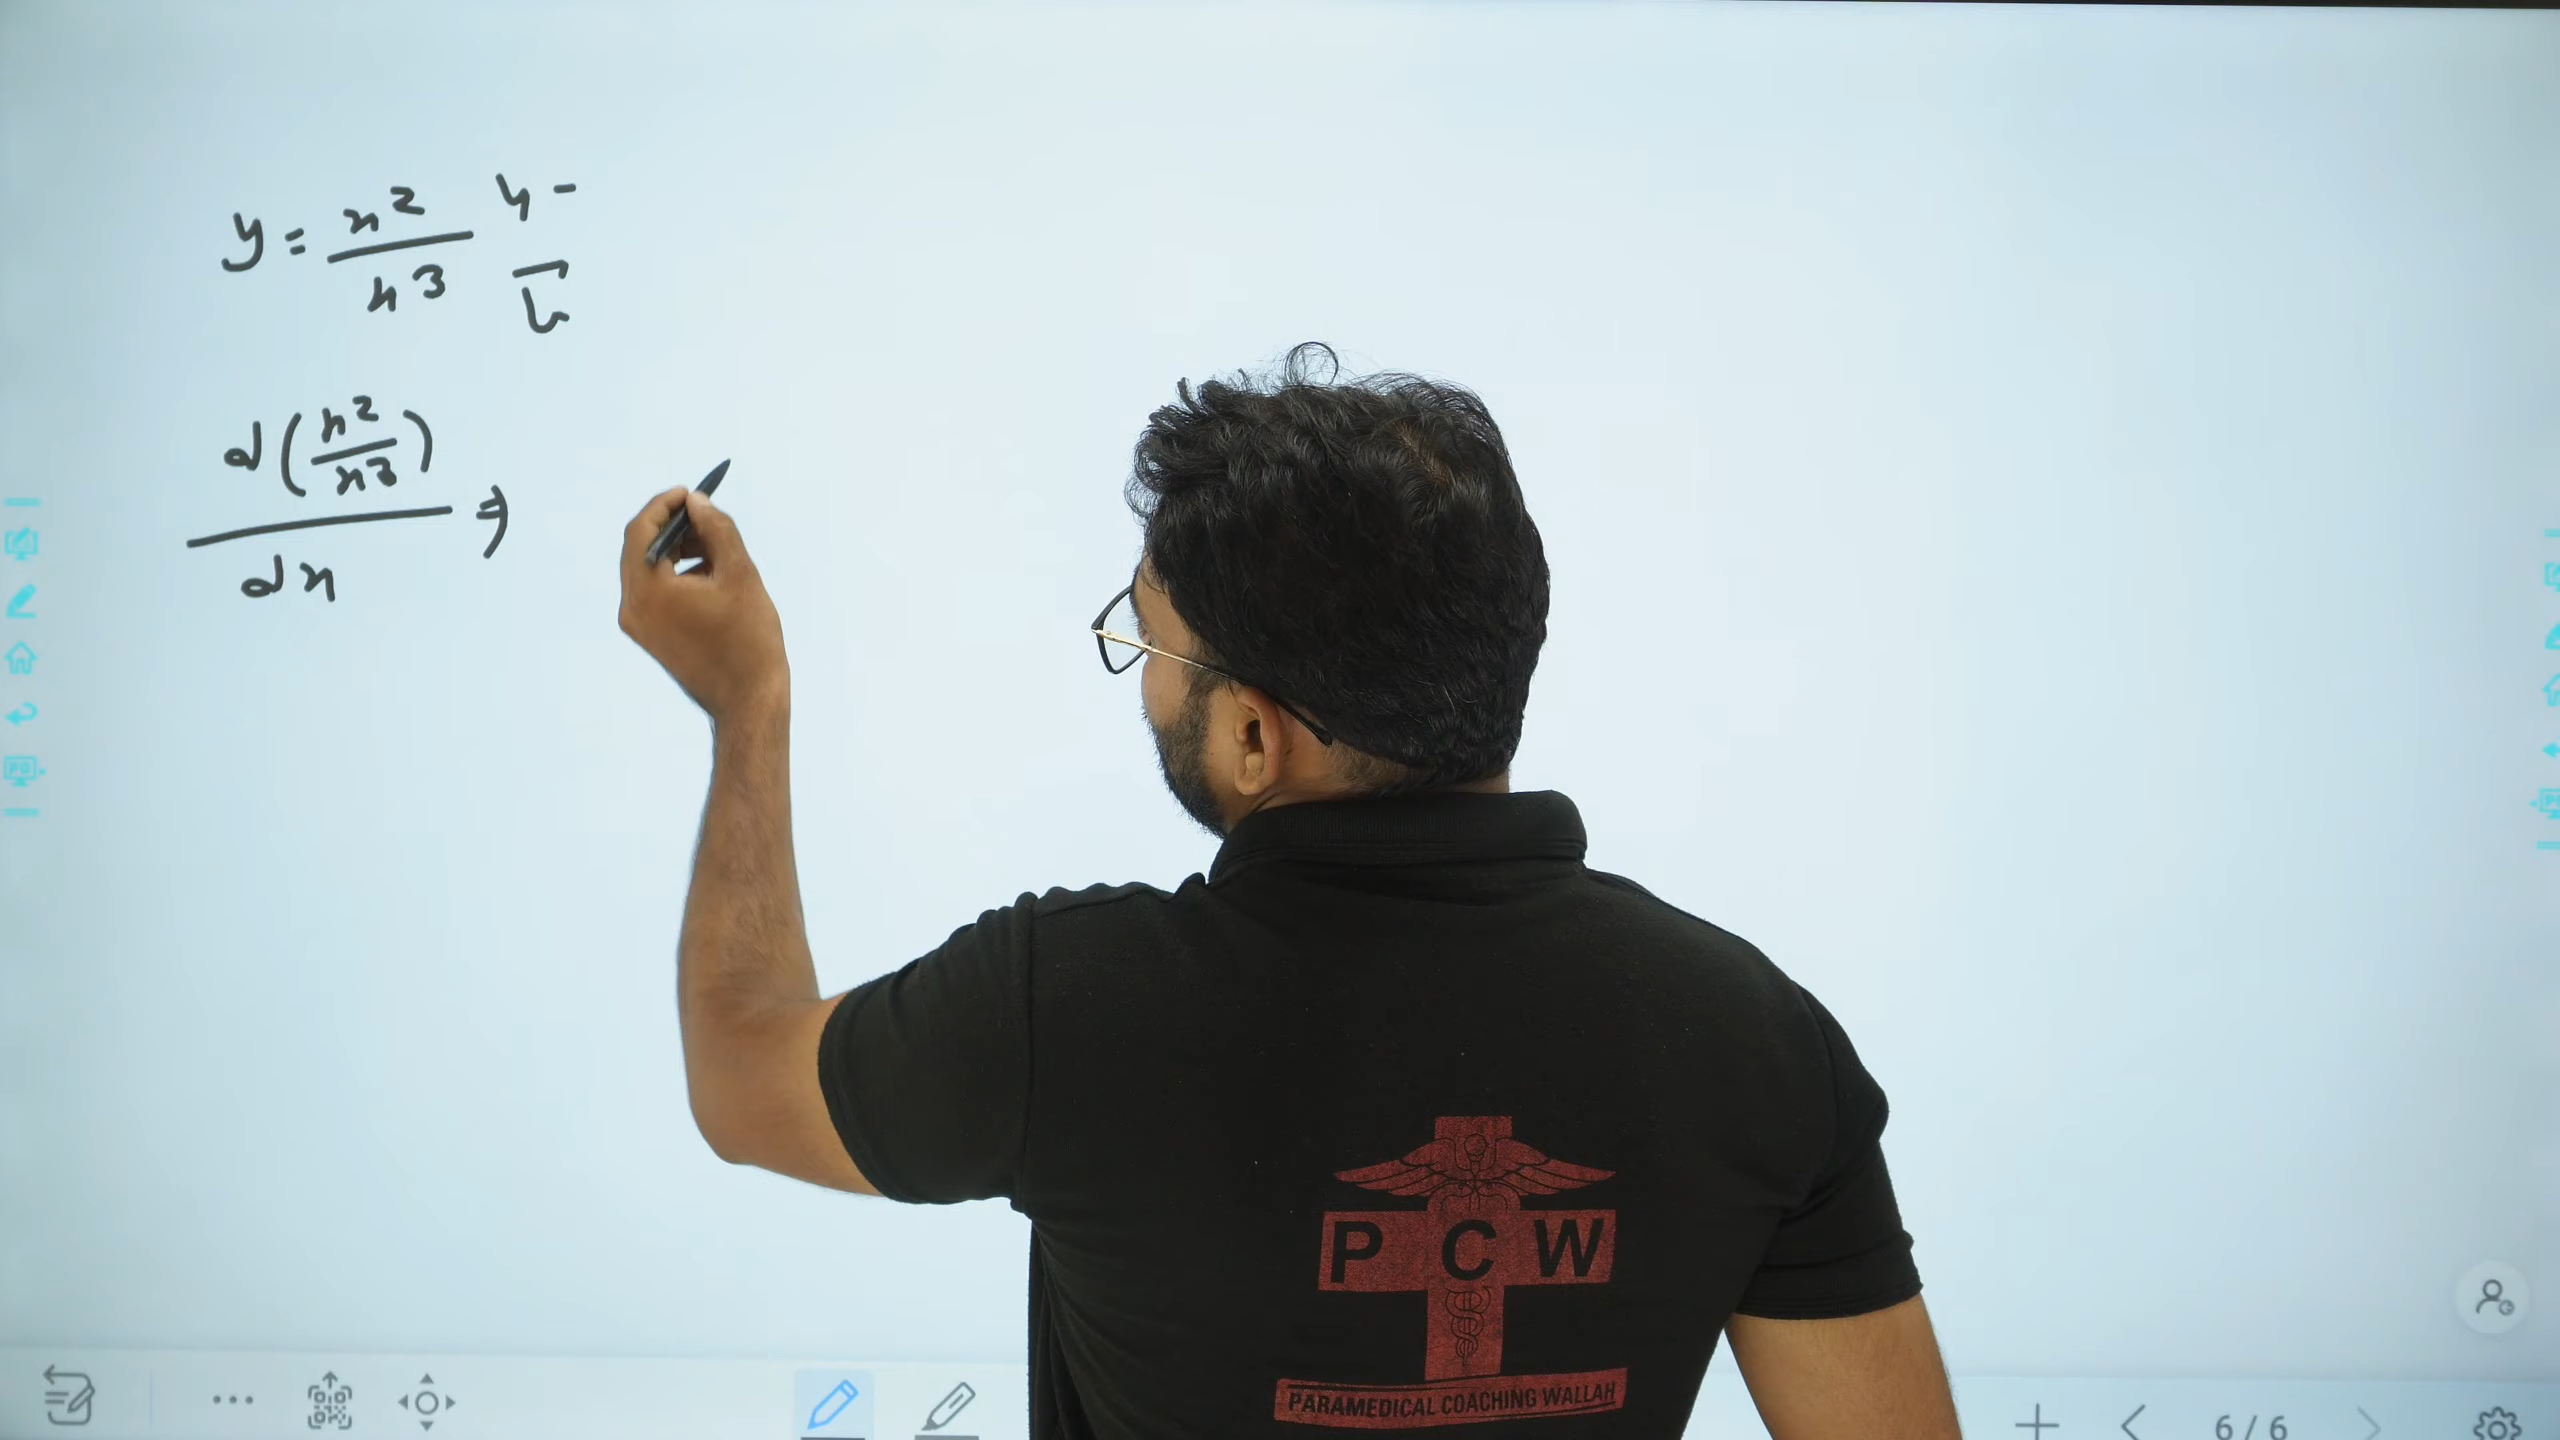 y = x² / x³ u - / v
d(x² / x³) / dx ⇒
P C W
PARAMEDICAL COACHING WALLAH
6 / 6